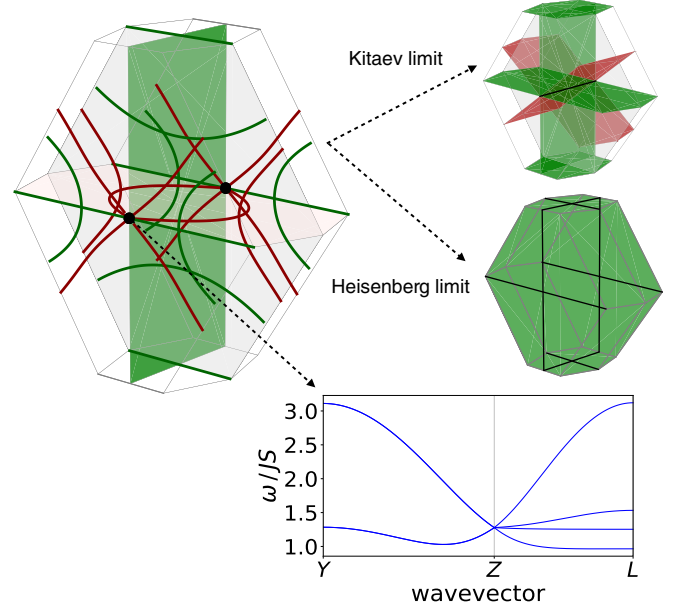 Kitaev limit
Heisenberg limit
ω/JS
3.0
2.5
2.0
1.5
1.0
Y
Z
L
wavevector